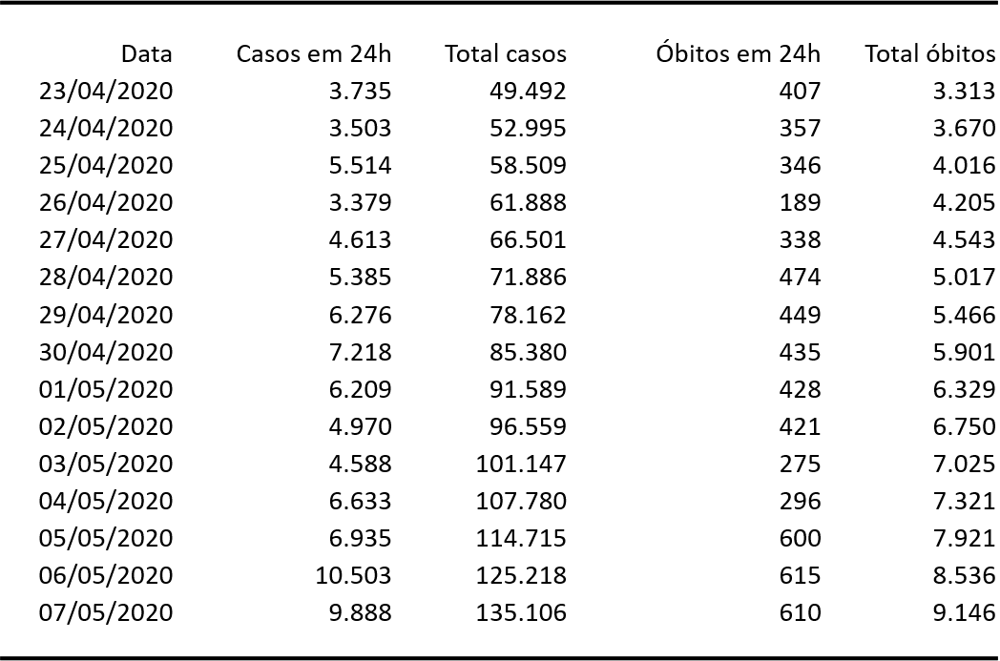 Data Casos em 24h Total casos Óbitos em 24h Total óbitos
23/04/2020 3.735 49.492 407 3.313
24/04/2020 3.503 52.995 357 3.670
25/04/2020 5.514 58.509 346 4.016
26/04/2020 3.379 61.888 189 4.205
27/04/2020 4.613 66.501 338 4.543
28/04/2020 5.385 71.886 474 5.017
29/04/2020 6.276 78.162 449 5.466
30/04/2020 7.218 85.380 435 5.901
01/05/2020 6.209 91.589 428 6.329
02/05/2020 4.970 96.559 421 6.750
03/05/2020 4.588 101.147 275 7.025
04/05/2020 6.633 107.780 296 7.321
05/05/2020 6.935 114.715 600 7.921
06/05/2020 10.503 125.218 615 8.536
07/05/2020 9.888 135.106 610 9.146